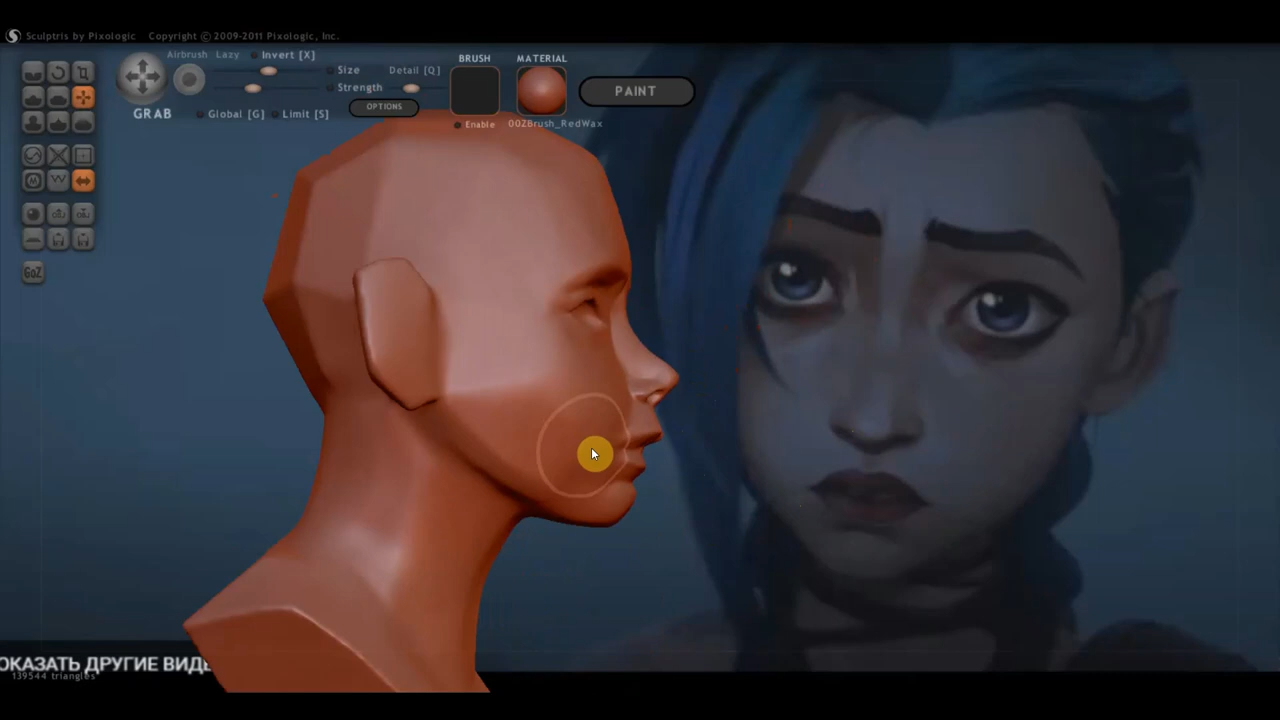 Sculptris by Pixologic Copyright © 2009-2011 Pixologic, Inc.
Airbrush Lazy Invert [X]
BRUSH MATERIAL
Size Detail [Q]
Strength
PAINT
OPTIONS
GRAB Global [G] Limit [S]
Enable 00ZBrush_RedWax
GoZ
ОКАЗАТЬ ДРУГИЕ ВИДЕ
139544 triangles